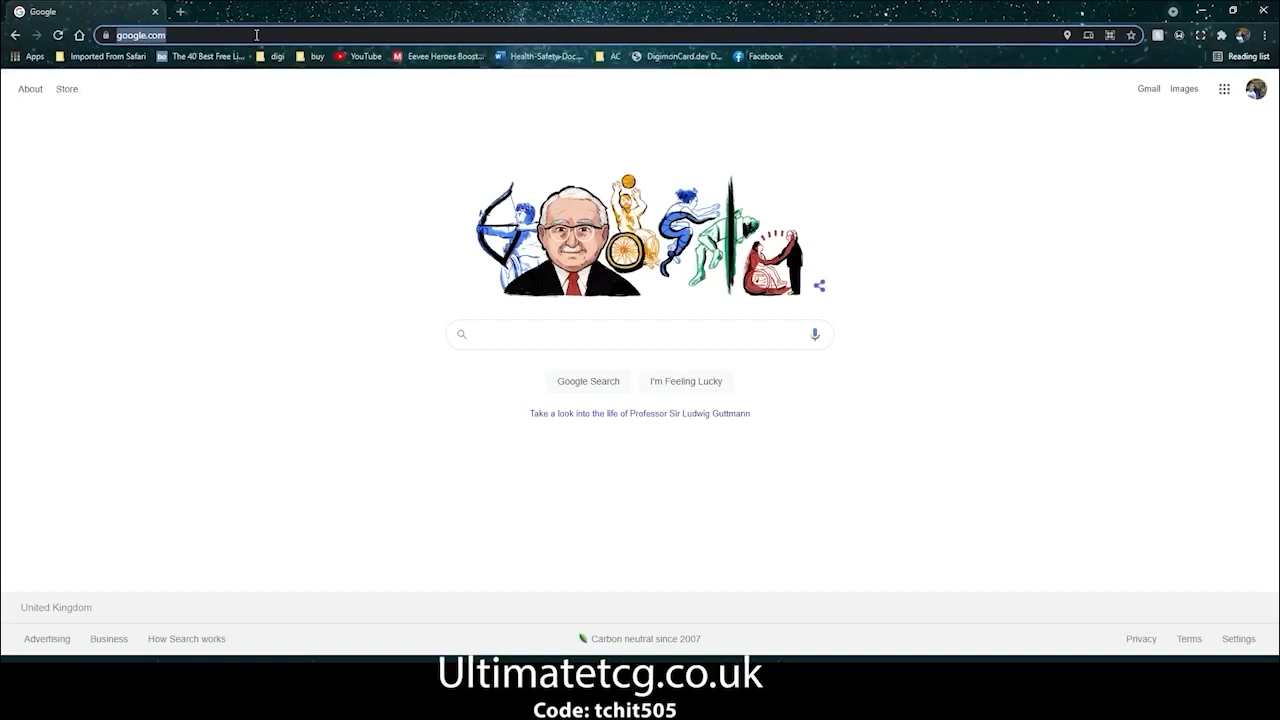 Google
google.com
Apps Imported From Safari The 40 Best Free Li... digi buy YouTube Eevee Heroes Boost... Health-Safety-Doc... AC DigimonCard.dev D... Facebook Reading list
About Store Gmail Images
Google Search I'm Feeling Lucky
Take a look into the life of Professor Sir Ludwig Guttmann
United Kingdom
Advertising Business How Search works Carbon neutral since 2007 Privacy Terms Settings
Ultimatetcg.co.uk
Code: tchit505